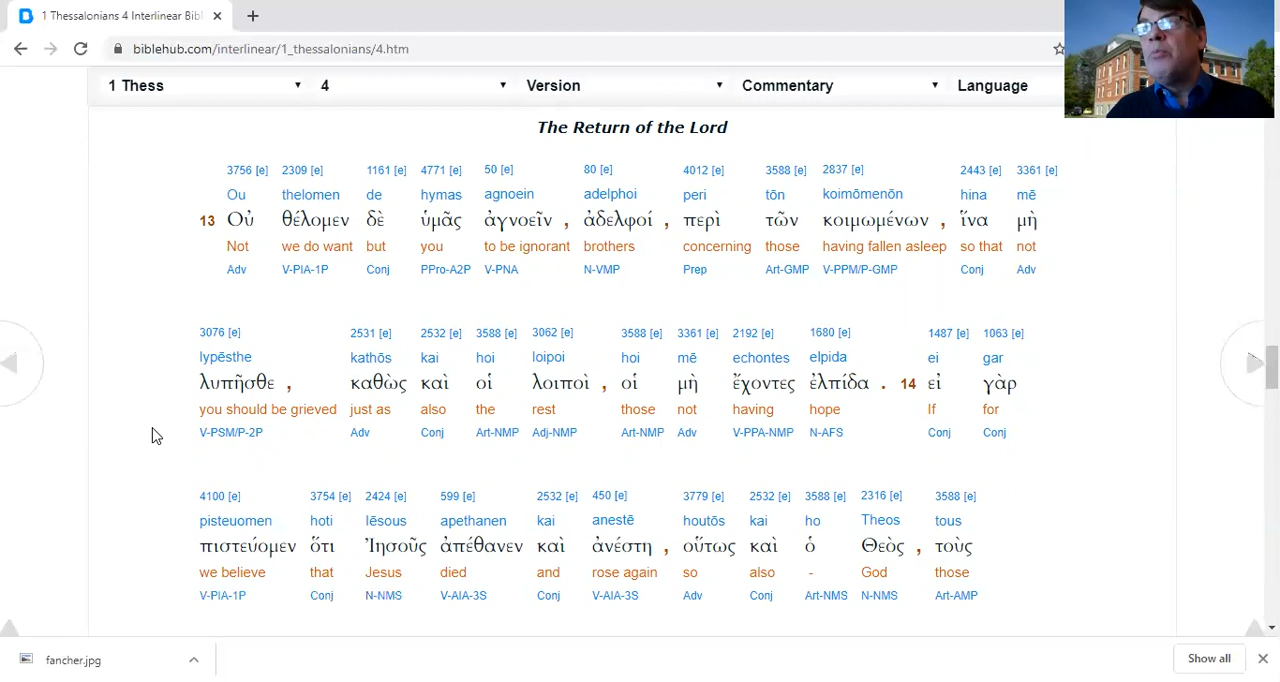 1 Thessalonians 4 Interlinear Bibl
biblehub.com/interlinear/1_thessalonians/4.htm
1 Thess 4 Version Commentary Language
The Return of the Lord
3756 [e] 2309 [e] 1161 [e] 4771 [e] 50 [e] 80 [e] 4012 [e] 3588 [e] 2837 [e] 2443 [e] 3361 [e]
Ou thelomen de hymas agnoein adelphoi peri tōn koimōmenōn hina mē
13 Οὐ θέλομεν δὲ ὑμᾶς ἀγνοεῖν , ἀδελφοί , περὶ τῶν κοιμωμένων , ἵνα μὴ
Not we do want but you to be ignorant brothers concerning those having fallen asleep so that not
Adv V-PIA-1P Conj PPro-A2P V-PNA N-VMP Prep Art-GMP V-PPM/P-GMP Conj Adv
3076 [e] 2531 [e] 2532 [e] 3588 [e] 3062 [e] 3588 [e] 3361 [e] 2192 [e] 1680 [e] 1487 [e] 1063 [e]
lypēsthe kathōs kai hoi loipoi hoi mē echontes elpida ei gar
λυπῆσθε , καθὼς καὶ οἱ λοιποὶ , οἱ μὴ ἔχοντες ἐλπίδα . 14 εἰ γὰρ
you should be grieved just as also the rest those not having hope If for
V-PSM/P-2P Adv Conj Art-NMP Adj-NMP Art-NMP Adv V-PPA-NMP N-AFS Conj Conj
4100 [e] 3754 [e] 2424 [e] 599 [e] 2532 [e] 450 [e] 3779 [e] 2532 [e] 3588 [e] 2316 [e] 3588 [e]
pisteuomen hoti Iēsous apethanen kai anestē houtōs kai ho Theos tous
πιστεύομεν ὅτι Ἰησοῦς ἀπέθανεν καὶ ἀνέστη , οὕτως καὶ ὁ Θεὸς , τοὺς
we believe that Jesus died and rose again so also - God those
V-PIA-1P Conj N-NMS V-AIA-3S Conj V-AIA-3S Adv Conj Art-NMS N-NMS Art-AMP
fancher.jpg Show all